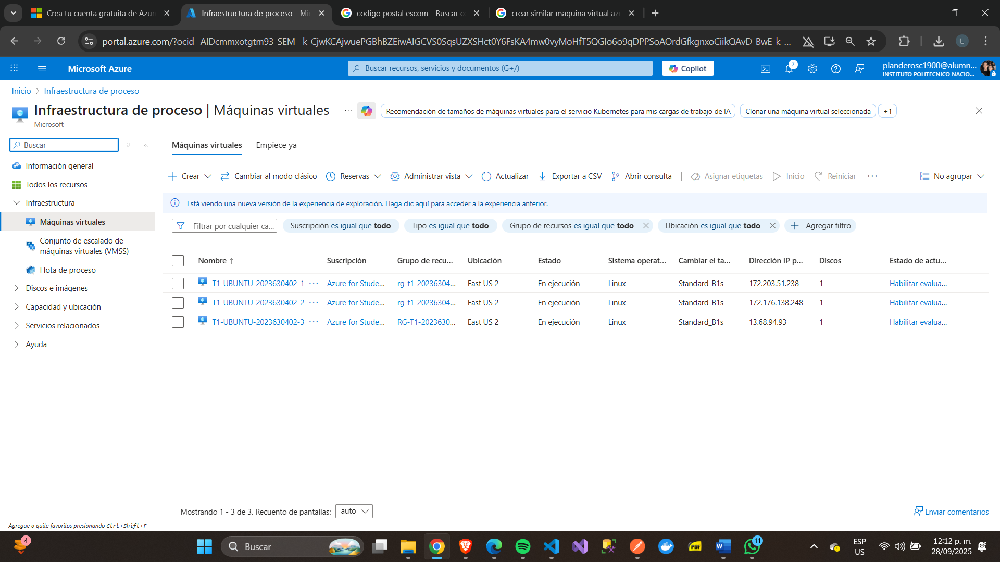 Crea tu cuenta gratuita de Azur
Infraestructura de proceso - Mi
codigo postal escom - Buscar c
crear similar maquina virtual az
portal.azure.com/?ocid=AIDcmmxotgtm93_SEM__k_CjwKCAjwuePGBhBZEiwAIGCVS0SqsUZXSHct0Y6FsKA4mw0vyMoHfT5QGIo6o9qDPPSoAOrdGfkgnxoCiikQAvD_BwE_k_...
L
Microsoft Azure
Buscar recursos, servicios y documentos (G+/)
Copilot
2
planderosc1900@alumn...
INSTITUTO POLITECNICO NACIO...
Inicio > Infraestructura de proceso
Infraestructura de proceso | Máquinas virtuales
...
Recomendación de tamaños de máquinas virtuales para el servicio Kubernetes para mis cargas de trabajo de IA
Clonar una máquina virtual seleccionada
+1
Microsoft
Buscar
Información general
Todos los recursos
Infraestructura
Máquinas virtuales
Conjunto de escalado de
máquinas virtuales (VMSS)
Flota de proceso
Discos e imágenes
Capacidad y ubicación
Servicios relacionados
Ayuda
Máquinas virtuales Empiece ya
Crear Cambiar al modo clásico Reservas Administrar vista Actualizar Exportar a CSV Abrir consulta Asignar etiquetas Inicio Reiniciar ... No agrupar
Está viendo una nueva versión de la experiencia de exploración. Haga clic aquí para acceder a la experiencia anterior.
Filtrar por cualquier ca... Suscripción es igual que todo Tipo es igual que todo Grupo de recursos es igual que todo Ubicación es igual que todo Agregar filtro
Nombre ↑ Suscripción Grupo de recu... Ubicación Estado Sistema operat... Cambiar el ta... Dirección IP p... Discos Estado de actu...
T1-UBUNTU-2023630402-1 ... Azure for Stude... rg-t1-20236304... East US 2 En ejecución Linux Standard_B1s 172.203.51.238 1 Habilitar evalua...
T1-UBUNTU-2023630402-2 ... Azure for Stude... rg-t1-20236304... East US 2 En ejecución Linux Standard_B1s 172.176.138.248 1 Habilitar evalua...
T1-UBUNTU-2023630402-3 ... Azure for Stude... RG-T1-2023630... East US 2 En ejecución Linux Standard_B1s 13.68.94.93 1 Habilitar evalua...
Mostrando 1 - 3 de 3. Recuento de pantallas: auto
Enviar comentarios
Agregue o quite favoritos presionando Ctrl+Shift+F
4
Buscar
PDF
W
11
ESP
US
12:12 p. m.
28/09/2025